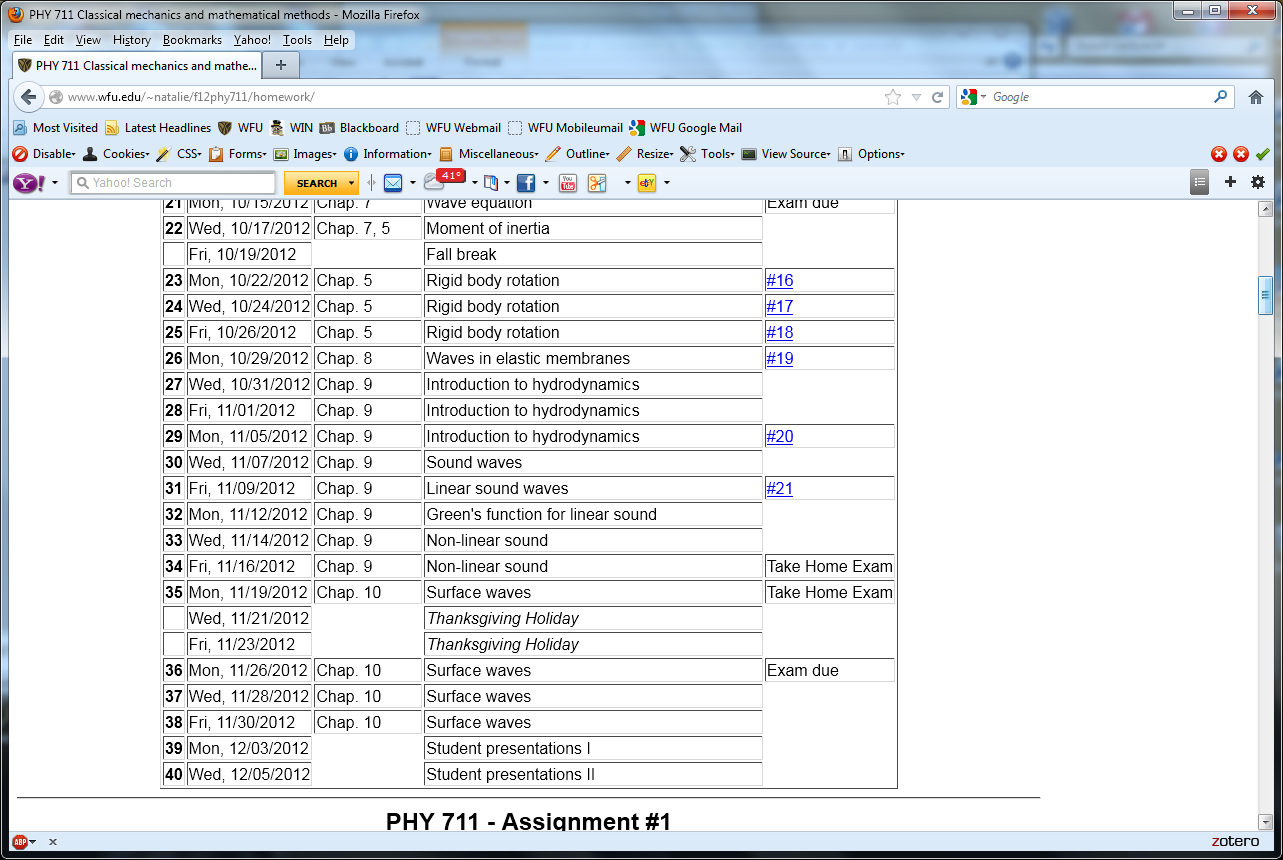 PHY 711 Classical mechanics and mathematical methods - Mozilla Firefox
File Edit View History Bookmarks Yahoo! Tools Help
PHY 711 Classical mechanics and mathe... +
www.wfu.edu/~natalie/f12phy711/homework/ Google
Most Visited Latest Headlines WFU WIN Bb Blackboard WFU Webmail WFU Mobileumail WFU Google Mail
Disable Cookies CSS Forms Images Information Miscellaneous Outline Resize Tools View Source Options
Y! Yahoo! Search SEARCH 41° You Tube ebY
21 Mon, 10/15/2012 Chap. 7 Wave equation Exam due
22 Wed, 10/17/2012 Chap. 7, 5 Moment of inertia
Fri, 10/19/2012 Fall break
23 Mon, 10/22/2012 Chap. 5 Rigid body rotation #16
24 Wed, 10/24/2012 Chap. 5 Rigid body rotation #17
25 Fri, 10/26/2012 Chap. 5 Rigid body rotation #18
26 Mon, 10/29/2012 Chap. 8 Waves in elastic membranes #19
27 Wed, 10/31/2012 Chap. 9 Introduction to hydrodynamics
28 Fri, 11/01/2012 Chap. 9 Introduction to hydrodynamics
29 Mon, 11/05/2012 Chap. 9 Introduction to hydrodynamics #20
30 Wed, 11/07/2012 Chap. 9 Sound waves
31 Fri, 11/09/2012 Chap. 9 Linear sound waves #21
32 Mon, 11/12/2012 Chap. 9 Green's function for linear sound
33 Wed, 11/14/2012 Chap. 9 Non-linear sound
34 Fri, 11/16/2012 Chap. 9 Non-linear sound Take Home Exam
35 Mon, 11/19/2012 Chap. 10 Surface waves Take Home Exam
Wed, 11/21/2012 Thanksgiving Holiday
Fri, 11/23/2012 Thanksgiving Holiday
36 Mon, 11/26/2012 Chap. 10 Surface waves Exam due
37 Wed, 11/28/2012 Chap. 10 Surface waves
38 Fri, 11/30/2012 Chap. 10 Surface waves
39 Mon, 12/03/2012 Student presentations I
40 Wed, 12/05/2012 Student presentations II
PHY 711 - Assignment #1
ABP x zotero